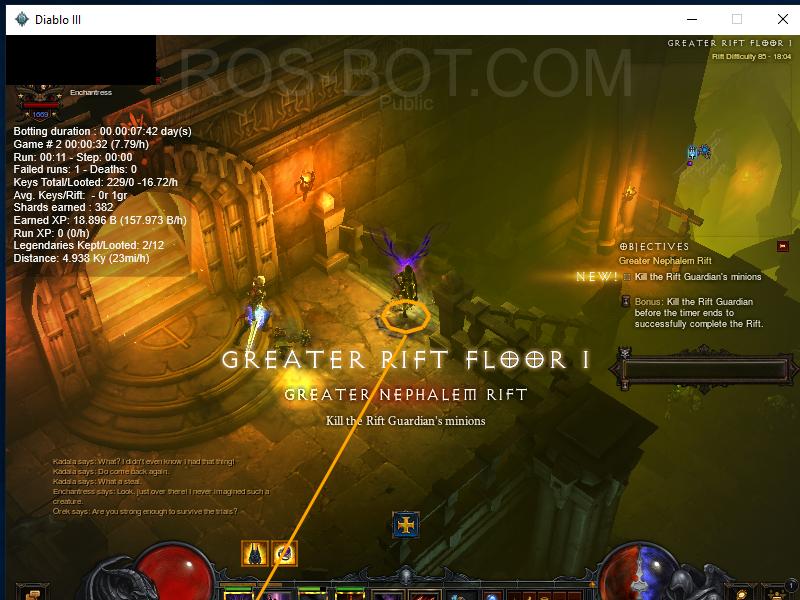 Diablo III
ROS-BOT.COM
Public
GREATER RIFT FLOOR 1
Rift Difficulty 85 - 18:04
Enchantress
1669
Botting duration : 00.00:07:42 day(s)
Game # 2 00:00:32 (7.79/h)
Run: 00:11 - Step: 00:00
Failed runs: 1 - Deaths: 0
Keys Total/Looted: 229/0 -16.72/h
Avg. Keys/Rift: - 0r 1gr
Shards earned : 382
Earned XP: 18.896 B (157.973 B/h)
Run XP: 0 (0/h)
Legendaries Kept/Looted: 2/12
Distance: 4.938 Ky (23mi/h)
OBJECTIVES
Greater Nephalem Rift
NEW! Kill the Rift Guardian's minions
Bonus: Kill the Rift Guardian
before the timer ends to
successfully complete the Rift.
GREATER RIFT FLOOR 1
GREATER NEPHALEM RIFT
Kill the Rift Guardian's minions
Kadala says: What? I didn't even know I had that thing!
Kadala says: Do come back again.
Kadala says: What a steal.
Enchantress says: Look, just over there! I never imagined such a
creature.
Orek says: Are you strong enough to survive the trials?
1